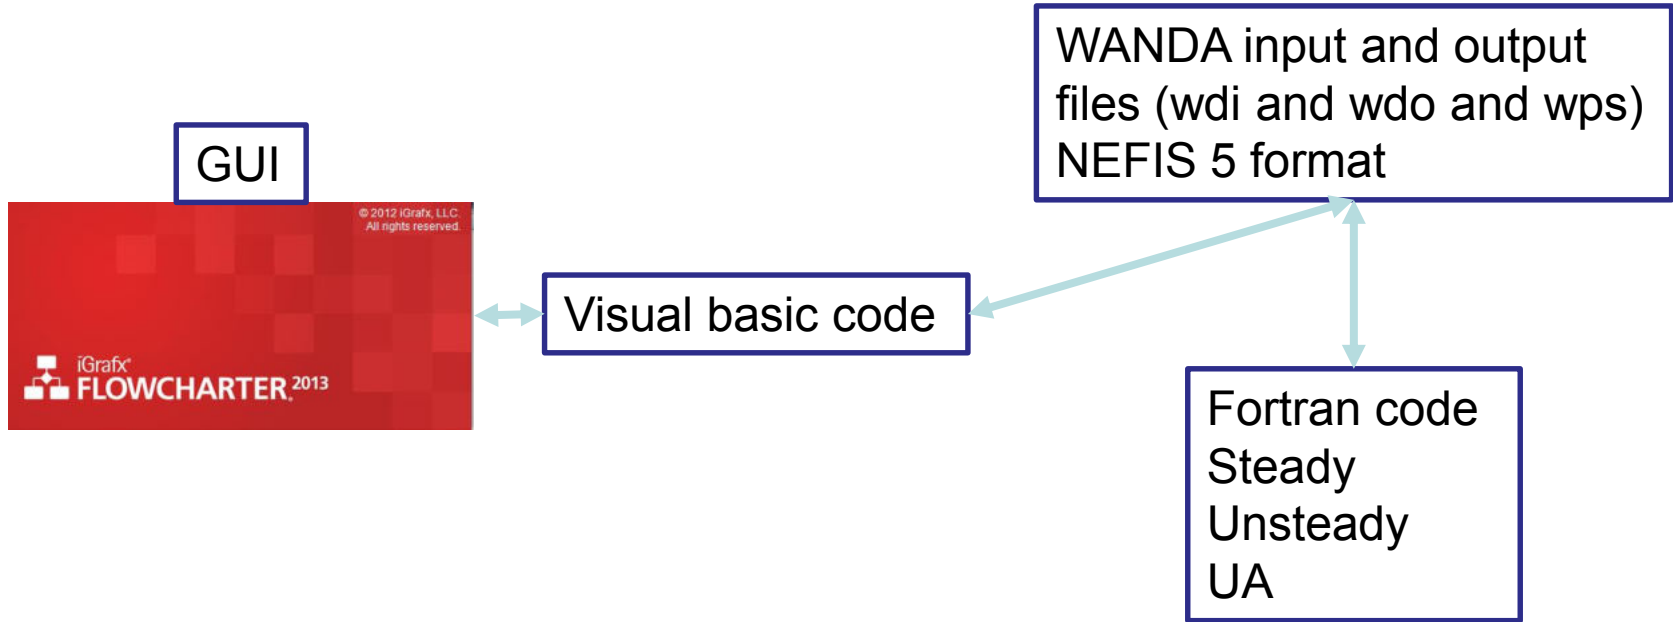 GUI
© 2012 iGrafx, LLC.
All rights reserved.
iGrafx®
FLOWCHARTER® 2013
Visual basic code
WANDA input and output
files (wdi and wdo and wps)
NEFIS 5 format
Fortran code
Steady
Unsteady
UA